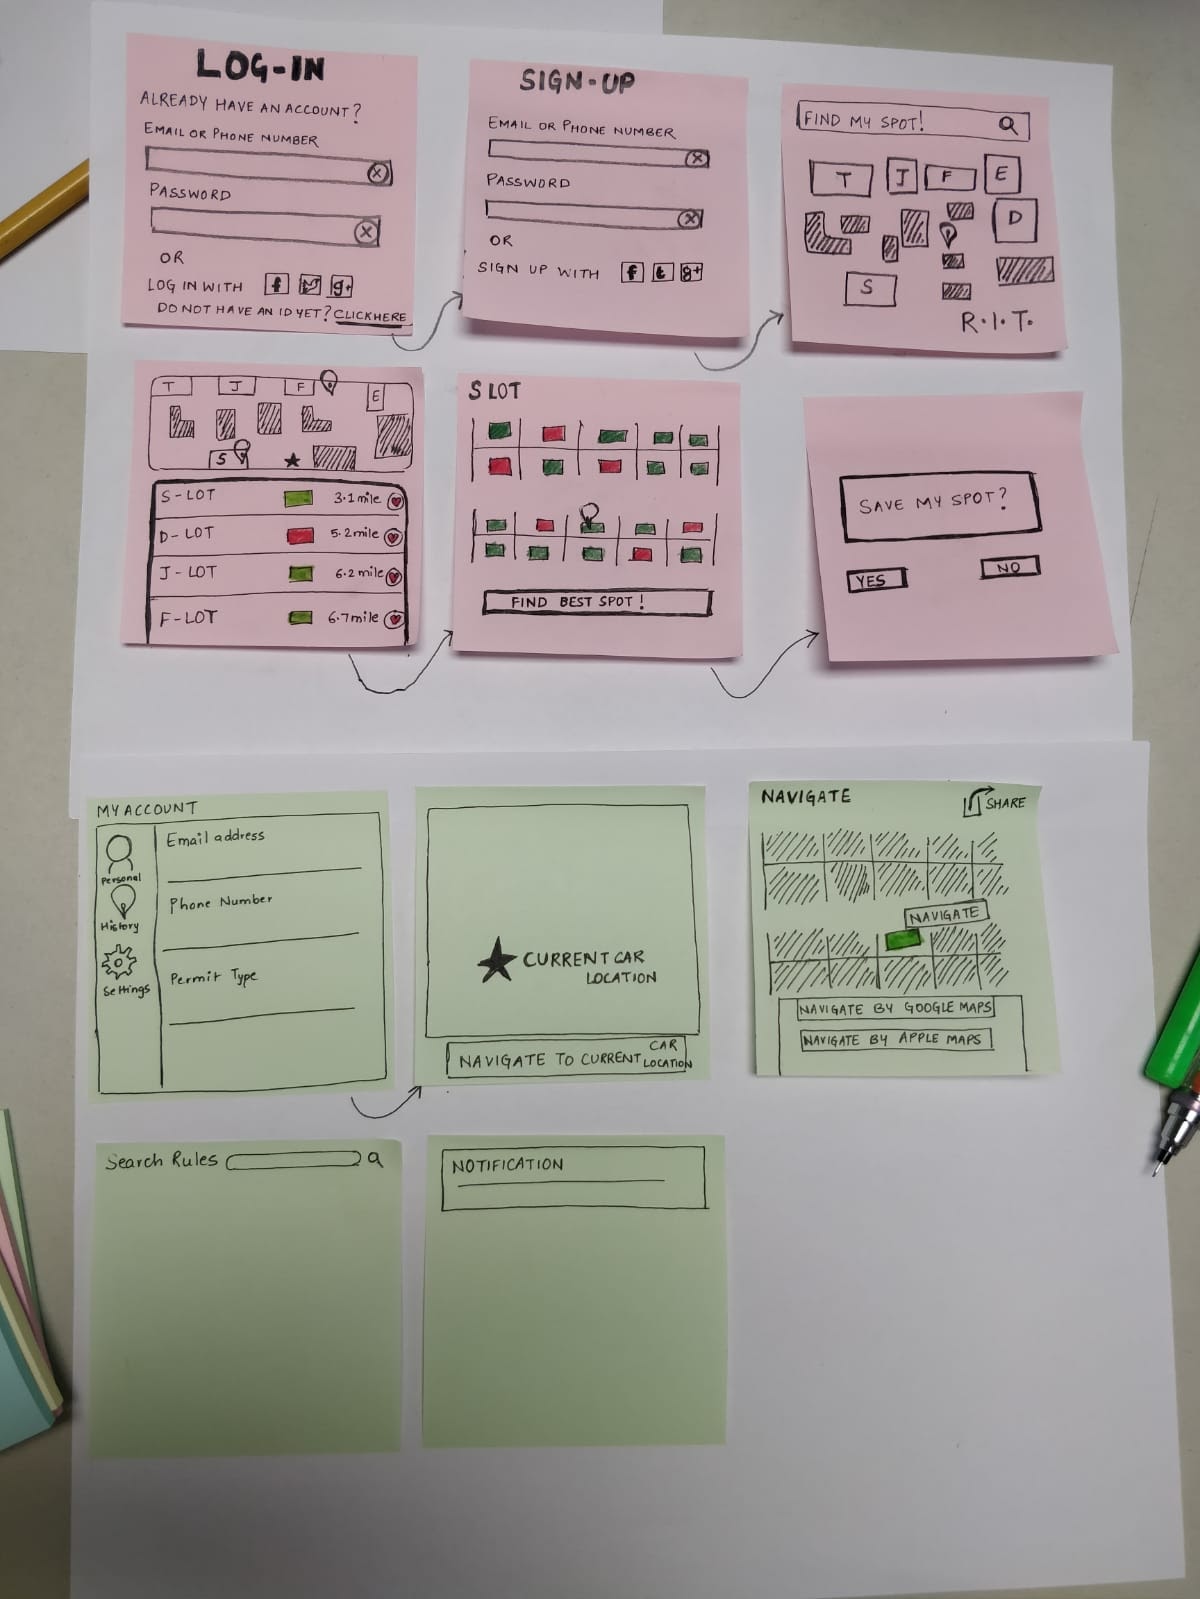 LOG-IN
ALREADY HAVE AN ACCOUNT?
EMAIL OR PHONE NUMBER
PASSWORD
OR
LOG IN WITH f g+
DO NOT HAVE AN ID YET? CLICK HERE
SIGN-UP
EMAIL OR PHONE NUMBER
PASSWORD
OR
SIGN UP WITH f t g+
FIND MY SPOT!
T J F E
D
S
R.I.T.
T J F E
S
S-LOT 3.1 mile
D-LOT 5.2 mile
J-LOT 6.2 mile
F-LOT 6.7 mile
S LOT
FIND BEST SPOT!
SAVE MY SPOT?
YES NO
MY ACCOUNT
Personal
History
Settings
Email address
Phone Number
Permit Type
CURRENT CAR
LOCATION
NAVIGATE TO CURRENT CAR
LOCATION
NAVIGATE SHARE
NAVIGATE
NAVIGATE BY GOOGLE MAPS
NAVIGATE BY APPLE MAPS
Search Rules
NOTIFICATION